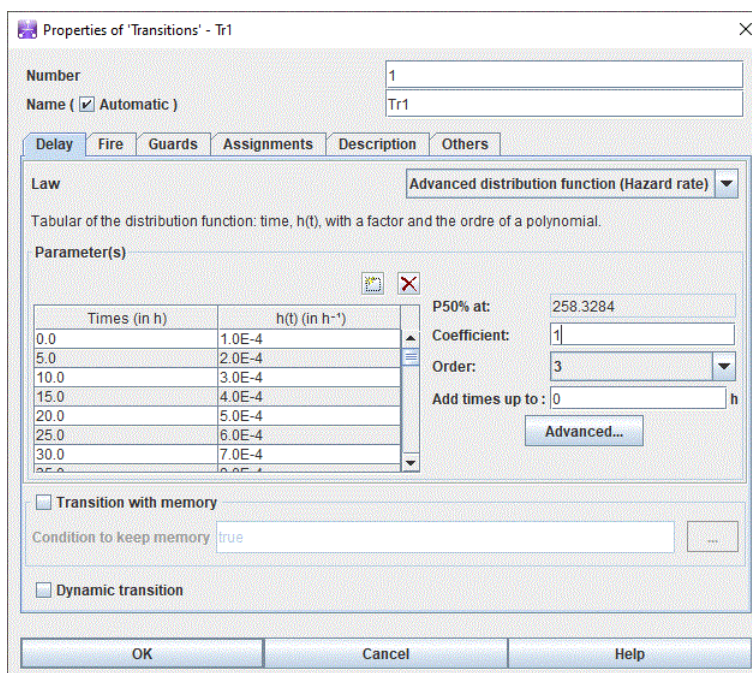 Properties of 'Transitions' - Tr1
Number 1
Name ( Automatic ) Tr1
Delay Fire Guards Assignments Description Others
Law Advanced distribution function (Hazard rate)
Tabular of the distribution function: time, h(t), with a factor and the ordre of a polynomial.
Parameter(s)
Times (in h) h(t) (in h⁻¹)
0.0 1.0E-4
5.0 2.0E-4
10.0 3.0E-4
15.0 4.0E-4
20.0 5.0E-4
25.0 6.0E-4
30.0 7.0E-4
P50% at: 258.3284
Coefficient: 1
Order: 3
Add times up to : 0 h
Advanced...
Transition with memory
Condition to keep memory true ...
Dynamic transition
OK Cancel Help